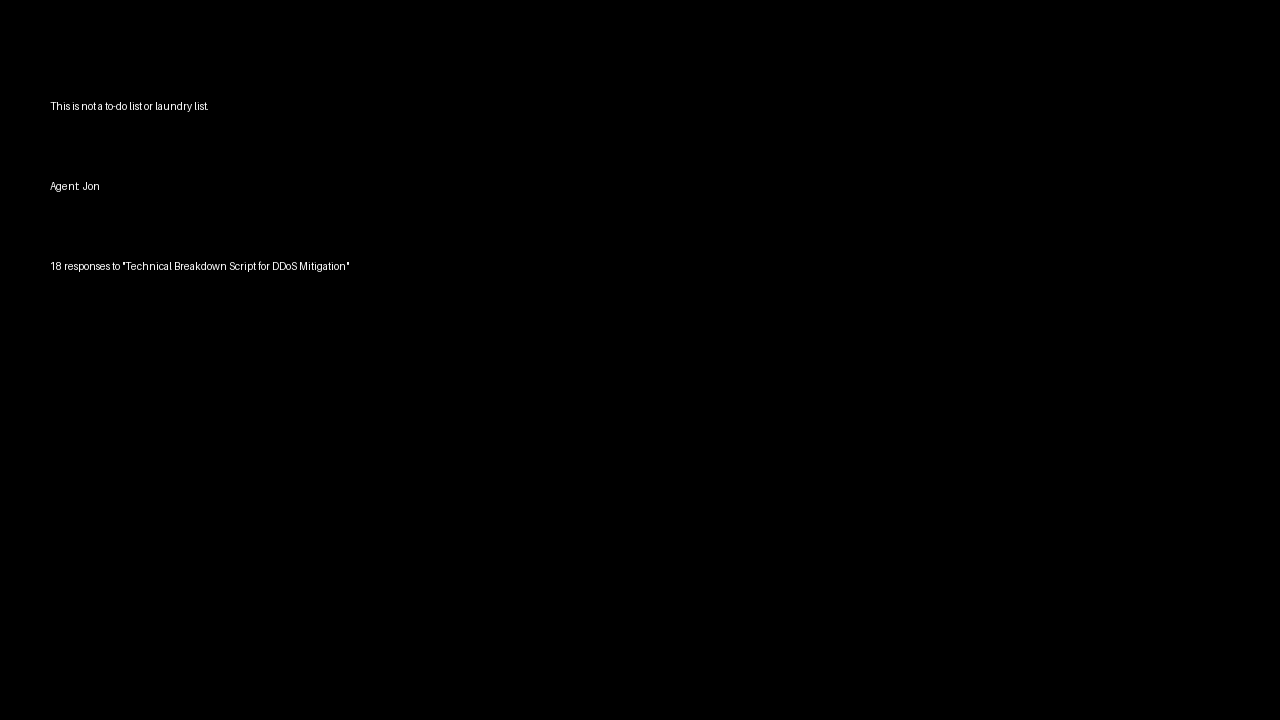 This is not a to-do list or laundry list.
Agent: Jon
18 responses to "Technical Breakdown Script for DDoS Mitigation"